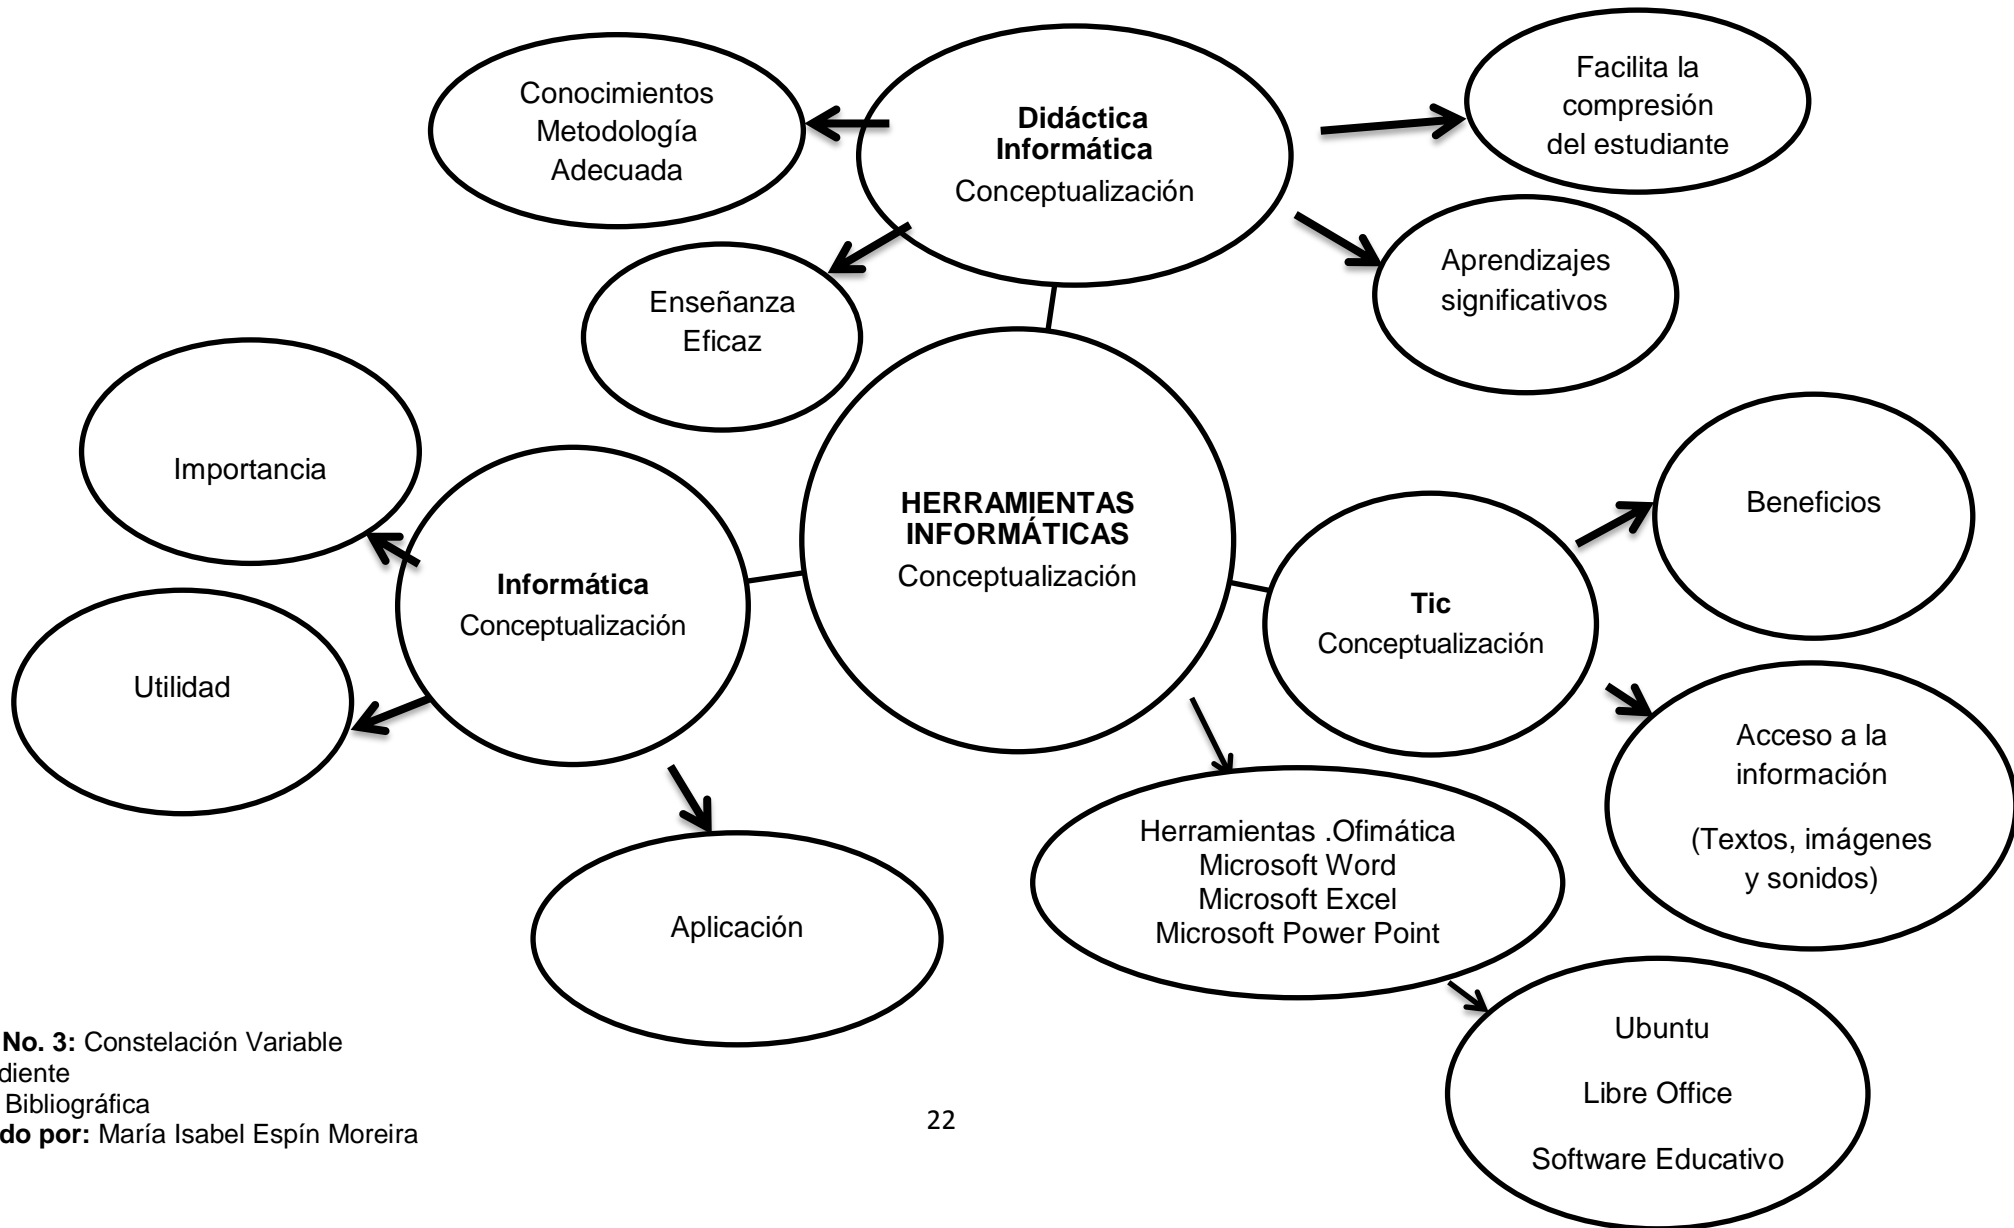 Conocimientos
Metodología
Adecuada
Didáctica
Informática
Conceptualización
Facilita la
compresión
del estudiante
Enseñanza
Eficaz
Aprendizajes
significativos
Importancia
Utilidad
Informática
Conceptualización
Aplicación
HERRAMIENTAS
INFORMÁTICAS
Conceptualización
Tic
Conceptualización
Beneficios
Acceso a la
información
(Textos, imágenes
y sonidos)
Herramientas .Ofimática
Microsoft Word
Microsoft Excel
Microsoft Power Point
Ubuntu
Libre Office
Software Educativo
No. 3: Constelación Variable
diente
Bibliográfica
do por: María Isabel Espín Moreira
22